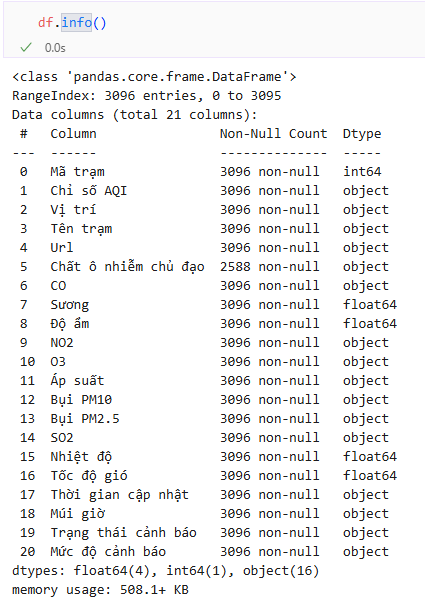 df.info()
0.0s
<class 'pandas.core.frame.DataFrame'>
RangeIndex: 3096 entries, 0 to 3095
Data columns (total 21 columns):
 #   Column              Non-Null Count  Dtype
---  ------              --------------  -----
 0   Mã trạm             3096 non-null   int64
 1   Chỉ số AQI          3096 non-null   object
 2   Vị trí              3096 non-null   object
 3   Tên trạm            3096 non-null   object
 4   Url                 3096 non-null   object
 5   Chất ô nhiễm chủ đạo  2588 non-null   object
 6   CO                  3096 non-null   object
 7   Sương               3096 non-null   float64
 8   Độ ẩm               3096 non-null   float64
 9   NO2                 3096 non-null   object
 10  O3                  3096 non-null   object
 11  Áp suất             3096 non-null   object
 12  Bụi PM10            3096 non-null   object
 13  Bụi PM2.5           3096 non-null   object
 14  SO2                 3096 non-null   object
 15  Nhiệt độ            3096 non-null   float64
 16  Tốc độ gió          3096 non-null   float64
 17  Thời gian cập nhật  3096 non-null   object
 18  Múi giờ             3096 non-null   object
 19  Trạng thái cảnh báo  3096 non-null   object
 20  Mức độ cảnh báo     3096 non-null   object
dtypes: float64(4), int64(1), object(16)
memory usage: 508.1+ KB